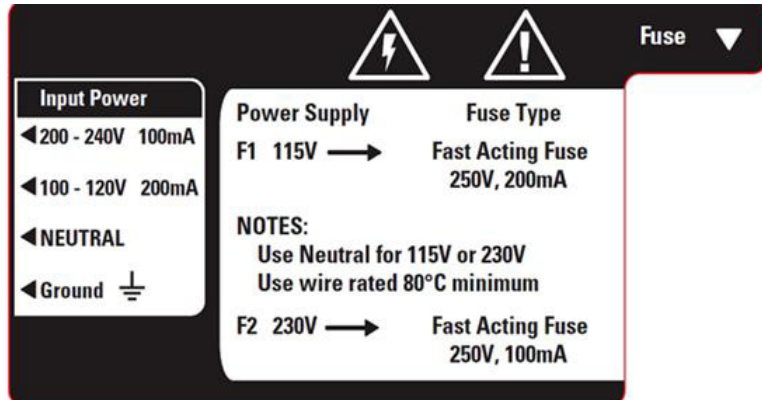 Fuse
Input Power
200 - 240V 100mA
100 - 120V 200mA
NEUTRAL
Ground
Power Supply Fuse Type
F1 115V Fast Acting Fuse
250V, 200mA
NOTES:
Use Neutral for 115V or 230V
Use wire rated 80°C minimum
F2 230V Fast Acting Fuse
250V, 100mA